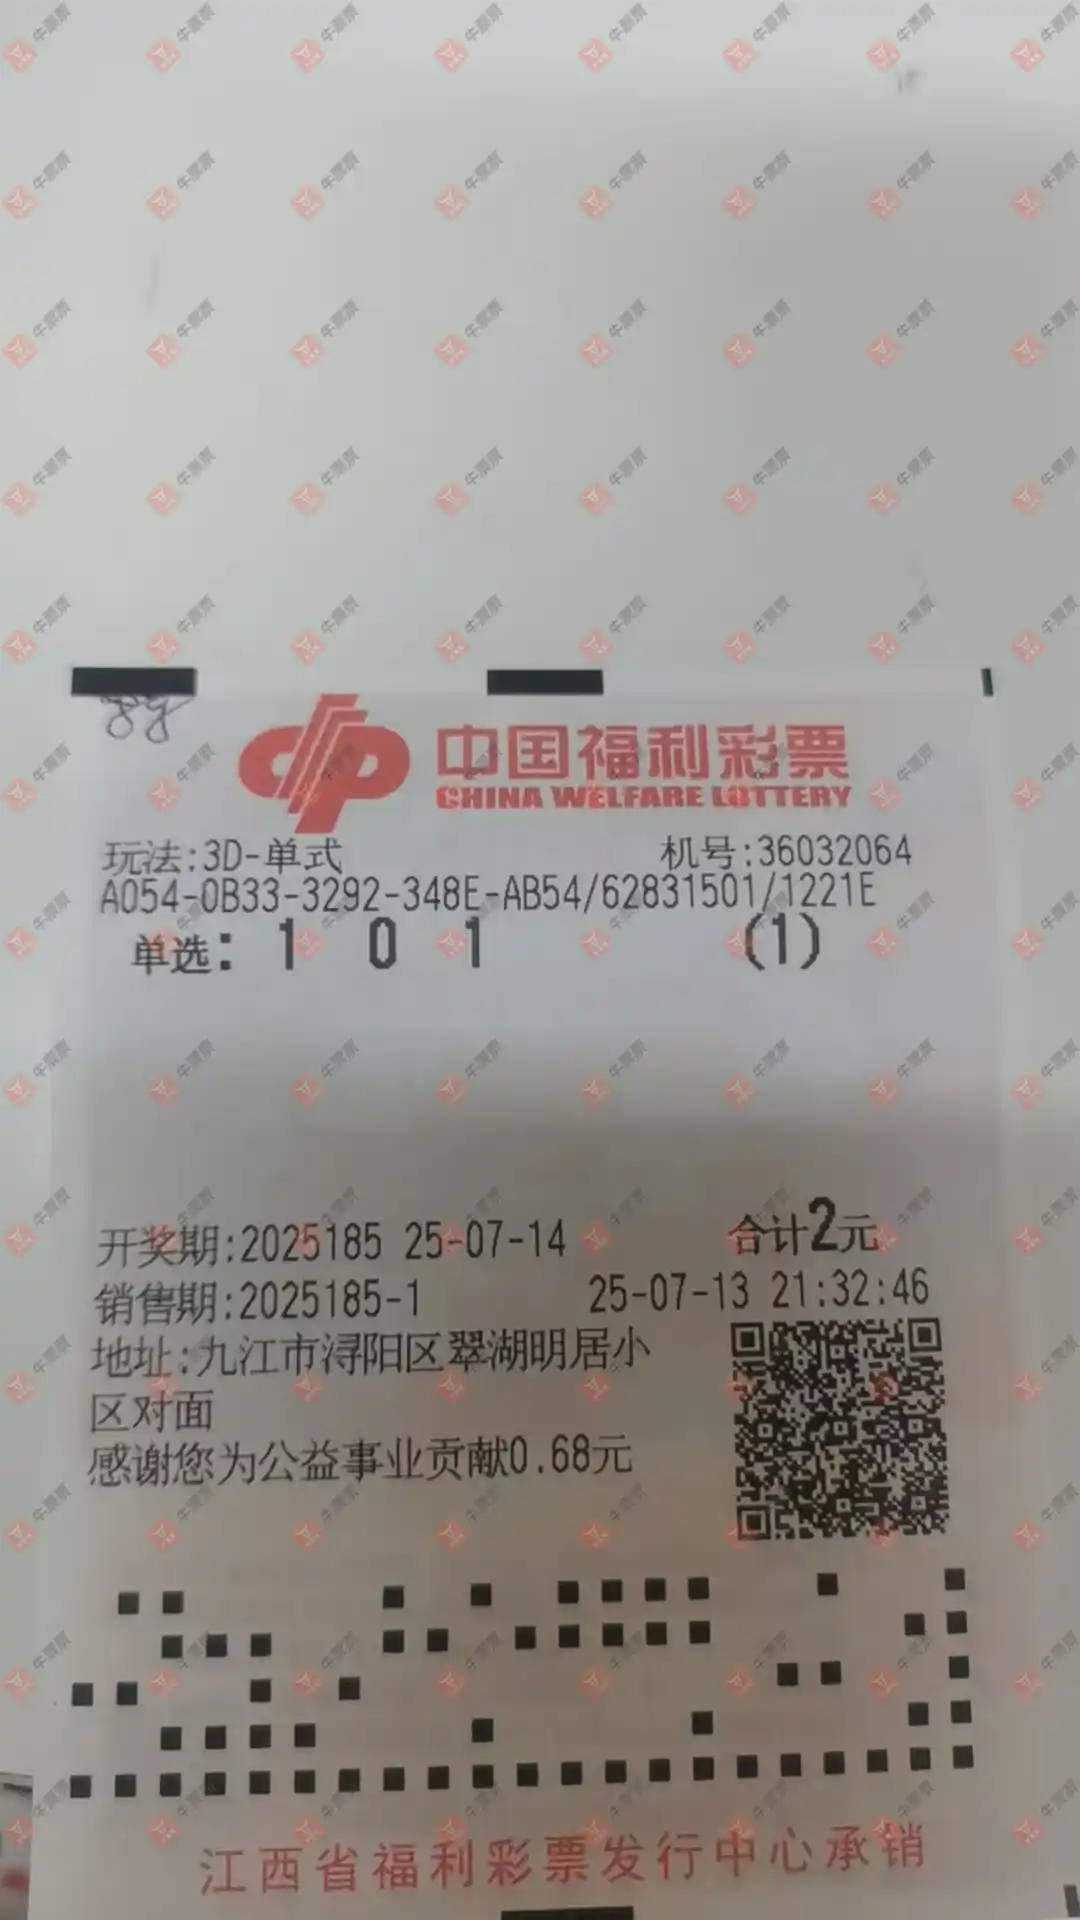 88
中国福利彩票
CHINA WELFARE LOTTERY
玩法:3D-单式 机号:36032064
A054-0B33-3292-348E-AB54/62831501/1221E
单选: 1 0 1 (1)
开奖期:2025185 25-07-14 合计2元
销售期:2025185-1 25-07-13 21:32:46
地址:九江市浔阳区翠湖明居小
区对面
感谢您为公益事业贡献0.68元
江西省福利彩票发行中心承销
牛票票